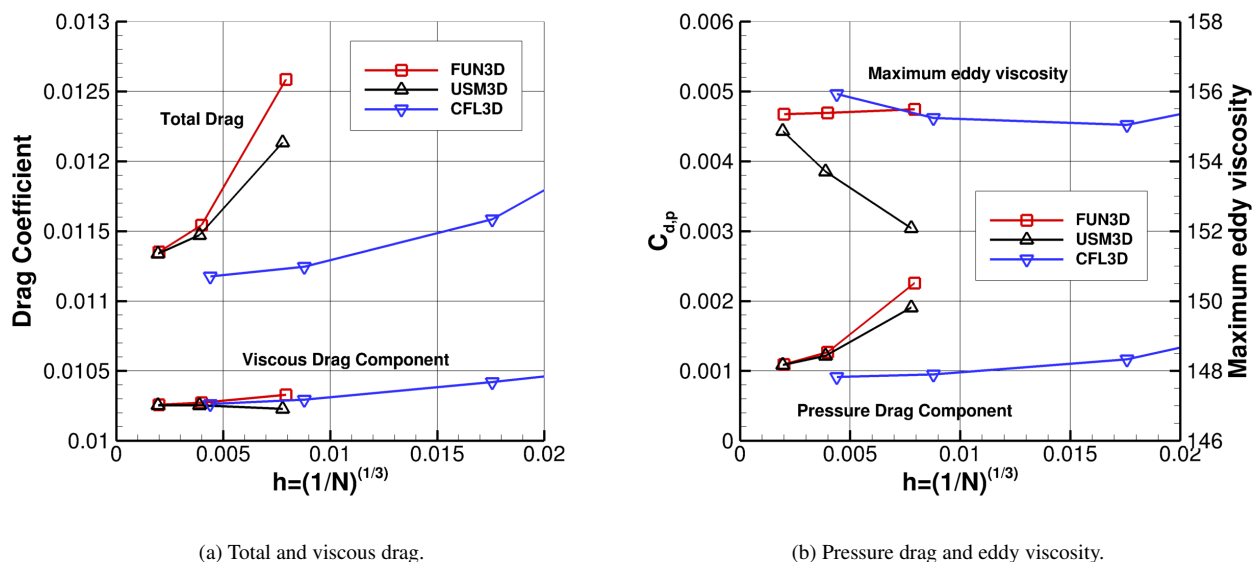 0.013
0.0125
0.012
0.0115
0.011
0.0105
0.01
Drag Coefficient
FUN3D
USM3D
CFL3D
Total Drag
Viscous Drag Component
0 0.005 0.01 0.015 0.02
h=(1/N)^(1/3)
(a) Total and viscous drag.
0.006
0.005
0.004
0.003
0.002
0.001
0
C_d,p
Maximum eddy viscosity
FUN3D
USM3D
CFL3D
Pressure Drag Component
158
156
154
152
150
148
146
Maximum eddy viscosity
0 0.005 0.01 0.015 0.02
h=(1/N)^(1/3)
(b) Pressure drag and eddy viscosity.